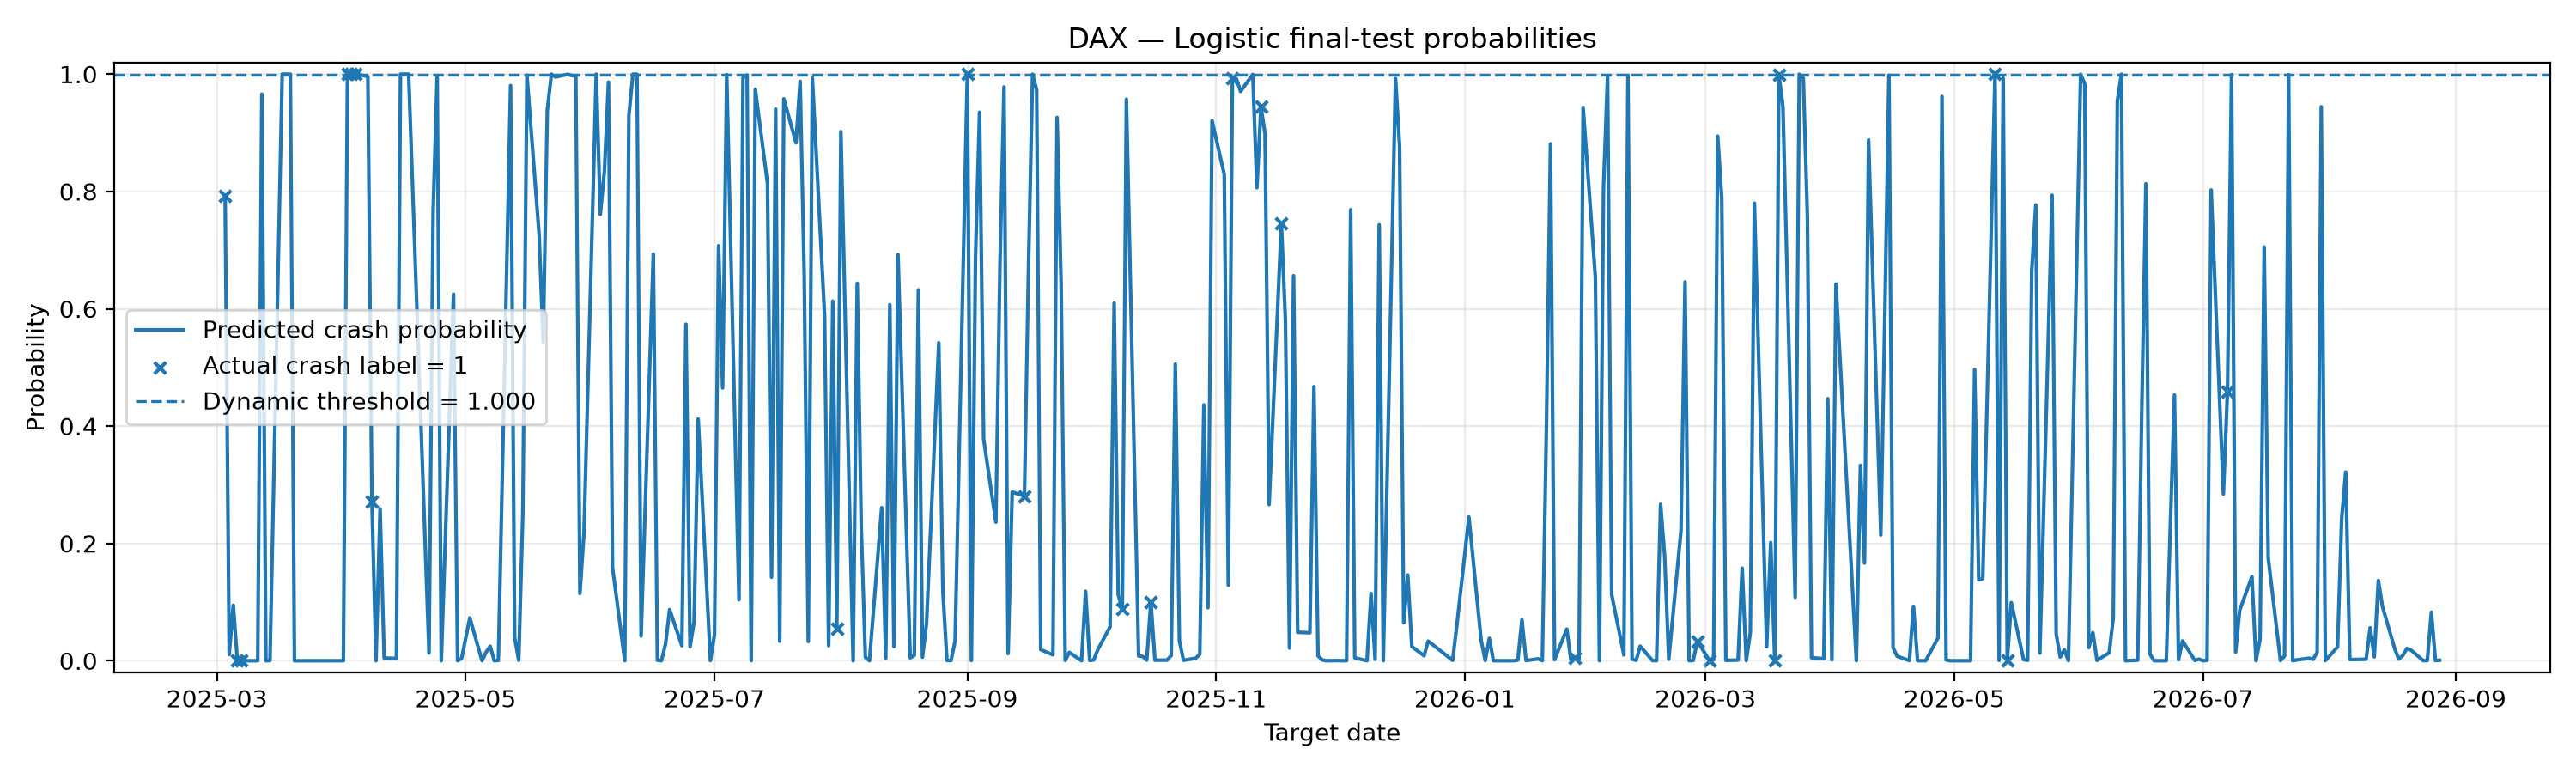 DAX — Logistic final-test probabilities
Probability
1.0
0.8
0.6
0.4
0.2
0.0
Predicted crash probability
Actual crash label = 1
Dynamic threshold = 1.000
2025-03 2025-05 2025-07 2025-09 2025-11 2026-01 2026-03 2026-05 2026-07 2026-09
Target date